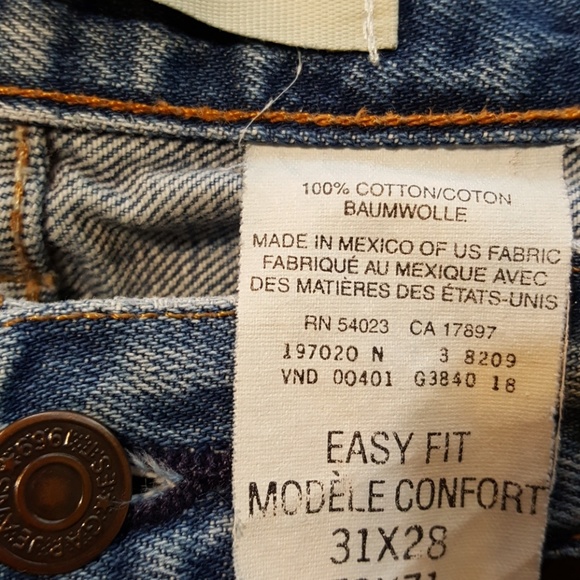 100% COTTON/COTON
BAUMWOLLE
MADE IN MEXICO OF US FABRIC
FABRIQUÉ AU MEXIQUE AVEC
DES MATIÈRES DES ÉTATS-UNIS
RN 54023 CA 17897
197020 N 3 8209
VND 00401 G3840 18
EASY FIT
MODÈLE CONFORT
31X28